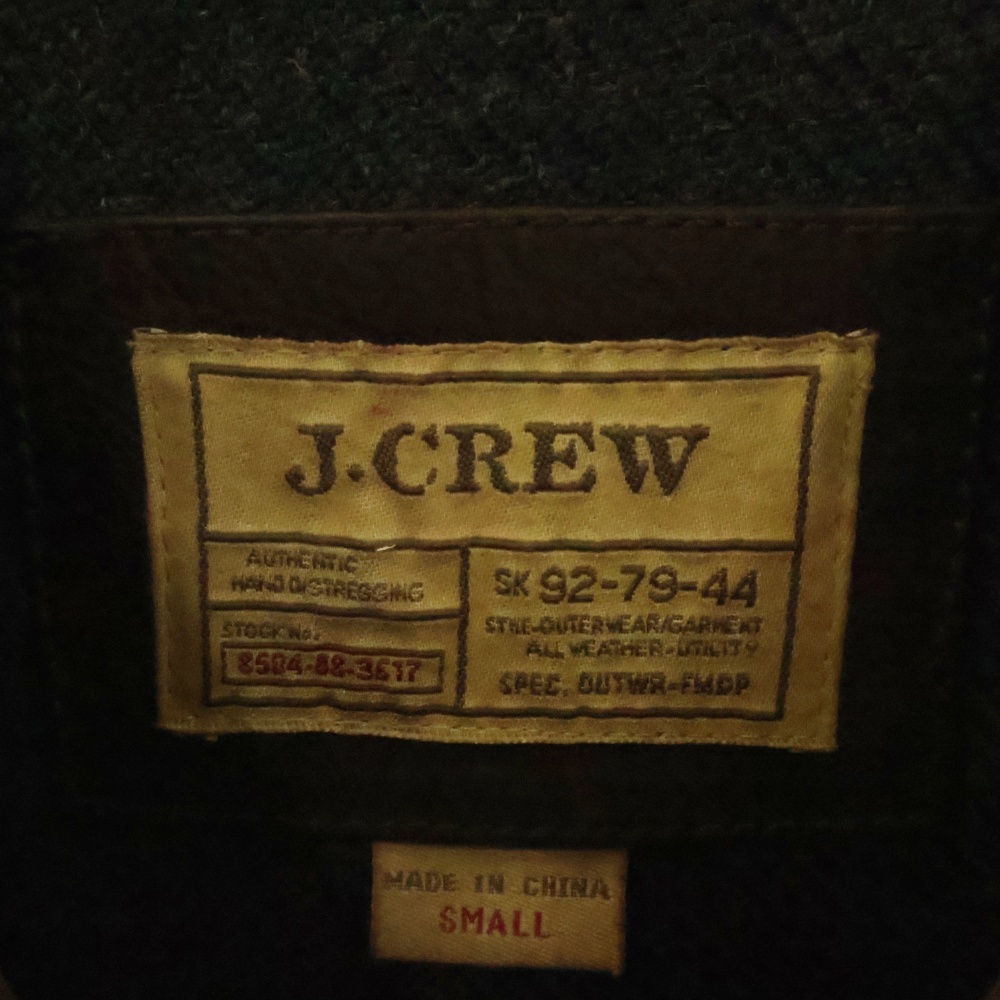 J.CREW
AUTHENTIC
HAND DISTRESSING
STOCK No.
8504-88-3617
SK 92-79-44
STYLE-OUTERWEAR/GARMENT
ALL WEATHER-UTILITY
SPEC. OUTWR-FMDP
MADE IN CHINA
SMALL